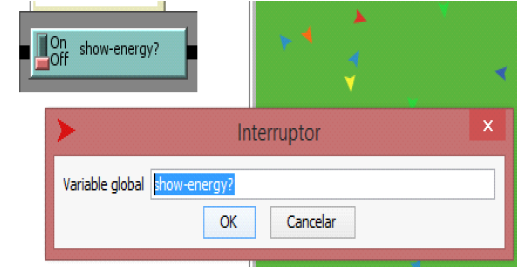 On
Off
show-energy?
Interruptor
x
Variable global show-energy?
OK Cancelar